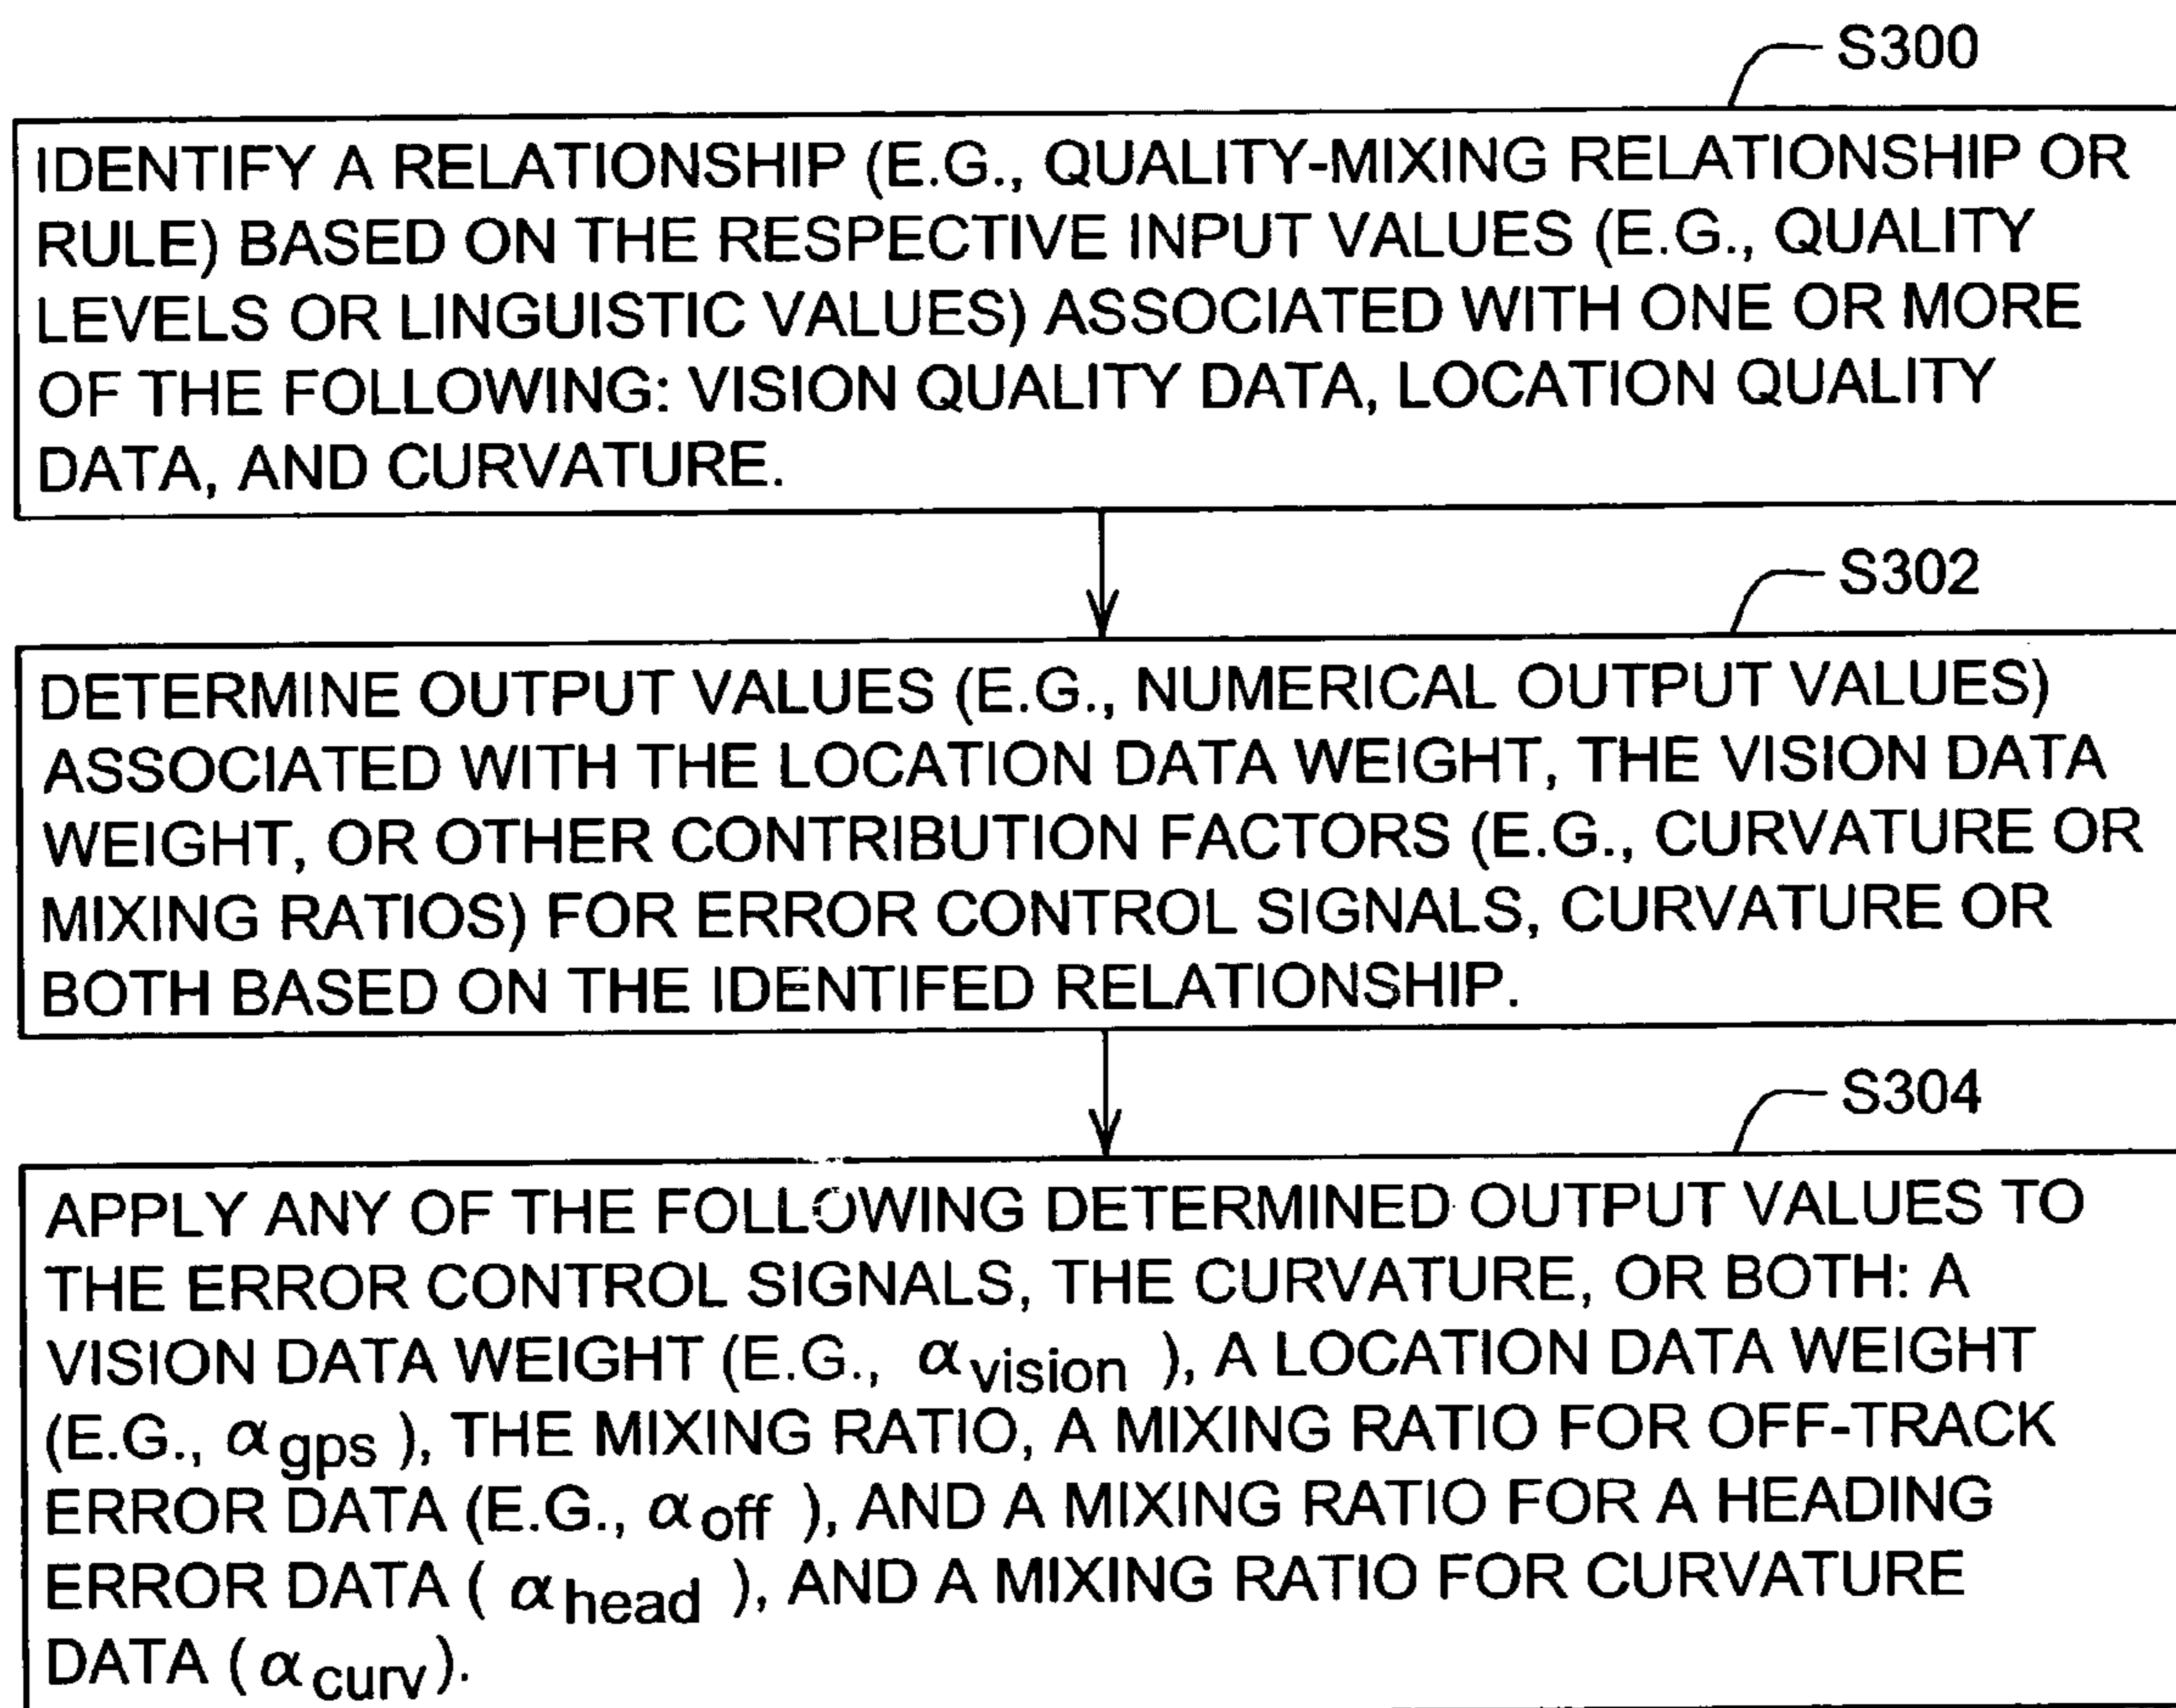 S300
IDENTIFY A RELATIONSHIP (E.G., QUALITY-MIXING RELATIONSHIP OR
RULE) BASED ON THE RESPECTIVE INPUT VALUES (E.G., QUALITY
LEVELS OR LINGUISTIC VALUES) ASSOCIATED WITH ONE OR MORE
OF THE FOLLOWING: VISION QUALITY DATA, LOCATION QUALITY
DATA, AND CURVATURE.
S302
DETERMINE OUTPUT VALUES (E.G., NUMERICAL OUTPUT VALUES)
ASSOCIATED WITH THE LOCATION DATA WEIGHT, THE VISION DATA
WEIGHT, OR OTHER CONTRIBUTION FACTORS (E.G., CURVATURE OR
MIXING RATIOS) FOR ERROR CONTROL SIGNALS, CURVATURE OR
BOTH BASED ON THE IDENTIFED RELATIONSHIP.
S304
APPLY ANY OF THE FOLLOWING DETERMINED OUTPUT VALUES TO
THE ERROR CONTROL SIGNALS, THE CURVATURE, OR BOTH: A
VISION DATA WEIGHT (E.G., α vision ), A LOCATION DATA WEIGHT
(E.G., α gps ), THE MIXING RATIO, A MIXING RATIO FOR OFF-TRACK
ERROR DATA (E.G., α off ), AND A MIXING RATIO FOR A HEADING
ERROR DATA ( α head ), AND A MIXING RATIO FOR CURVATURE
DATA ( α curv ).